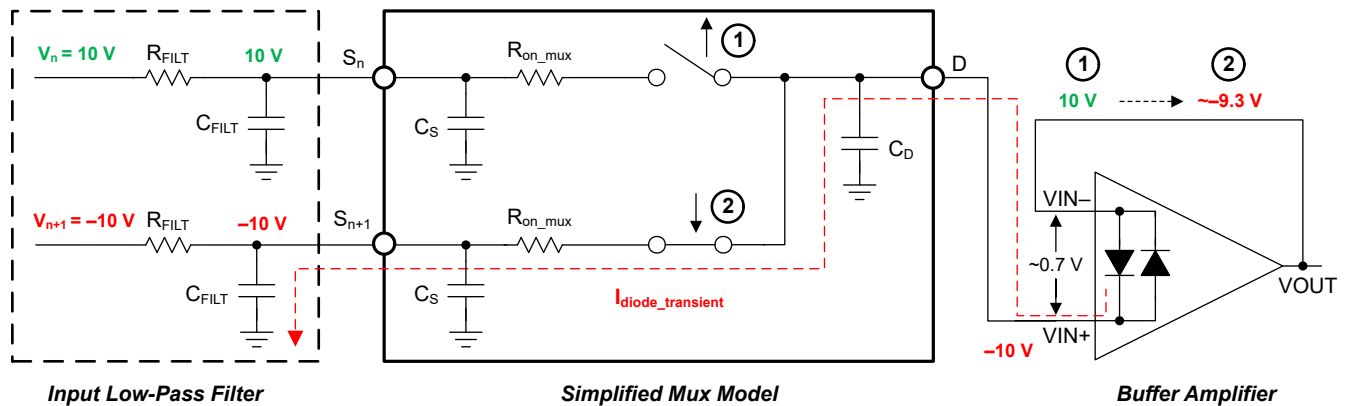 Vn = 10 V
RFILT
10 V
CFILT
Sn
Ron_mux
1
CS
D
CD
1
2
10 V
~–9.3 V
Vn+1 = –10 V
RFILT
–10 V
CFILT
Sn+1
Ron_mux
2
CS
Idiode_transient
VIN–
~0.7 V
VIN+
–10 V
VOUT
Input Low-Pass Filter
Simplified Mux Model
Buffer Amplifier